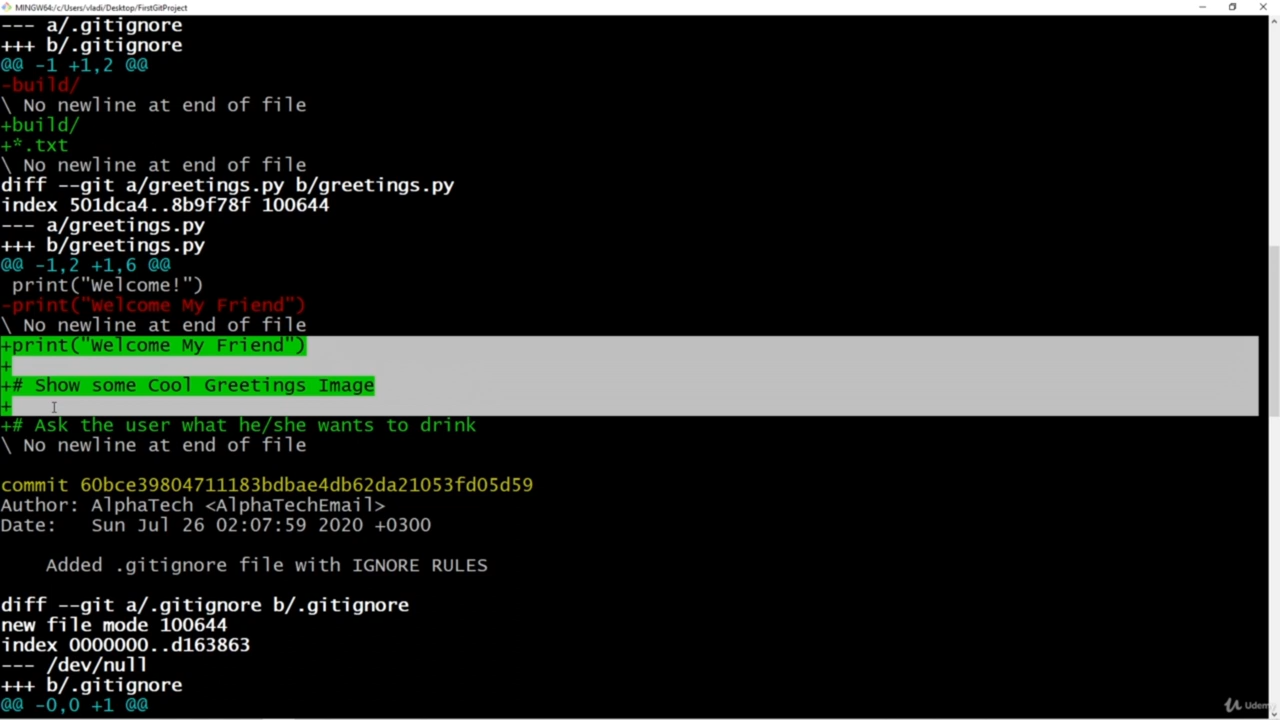 MINGW64:/c/Users/vladi/Desktop/FirstGitProject
--- a/.gitignore
+++ b/.gitignore
@@ -1 +1,2 @@
-build/
\ No newline at end of file
+build/
+*.txt
\ No newline at end of file
diff --git a/greetings.py b/greetings.py
index 501dca4..8b9f78f 100644
--- a/greetings.py
+++ b/greetings.py
@@ -1,2 +1,6 @@
 print("Welcome!")
-print("Welcome My Friend")
\ No newline at end of file
+print("Welcome My Friend")
+
+# Show some Cool Greetings Image
+
+# Ask the user what he/she wants to drink
\ No newline at end of file
commit 60bce39804711183bdbae4db62da21053fd05d59
Author: AlphaTech <AlphaTechEmail>
Date:   Sun Jul 26 02:07:59 2020 +0300
    Added .gitignore file with IGNORE RULES
diff --git a/.gitignore b/.gitignore
new file mode 100644
index 0000000..d163863
--- /dev/null
+++ b/.gitignore
@@ -0,0 +1 @@
Udemy